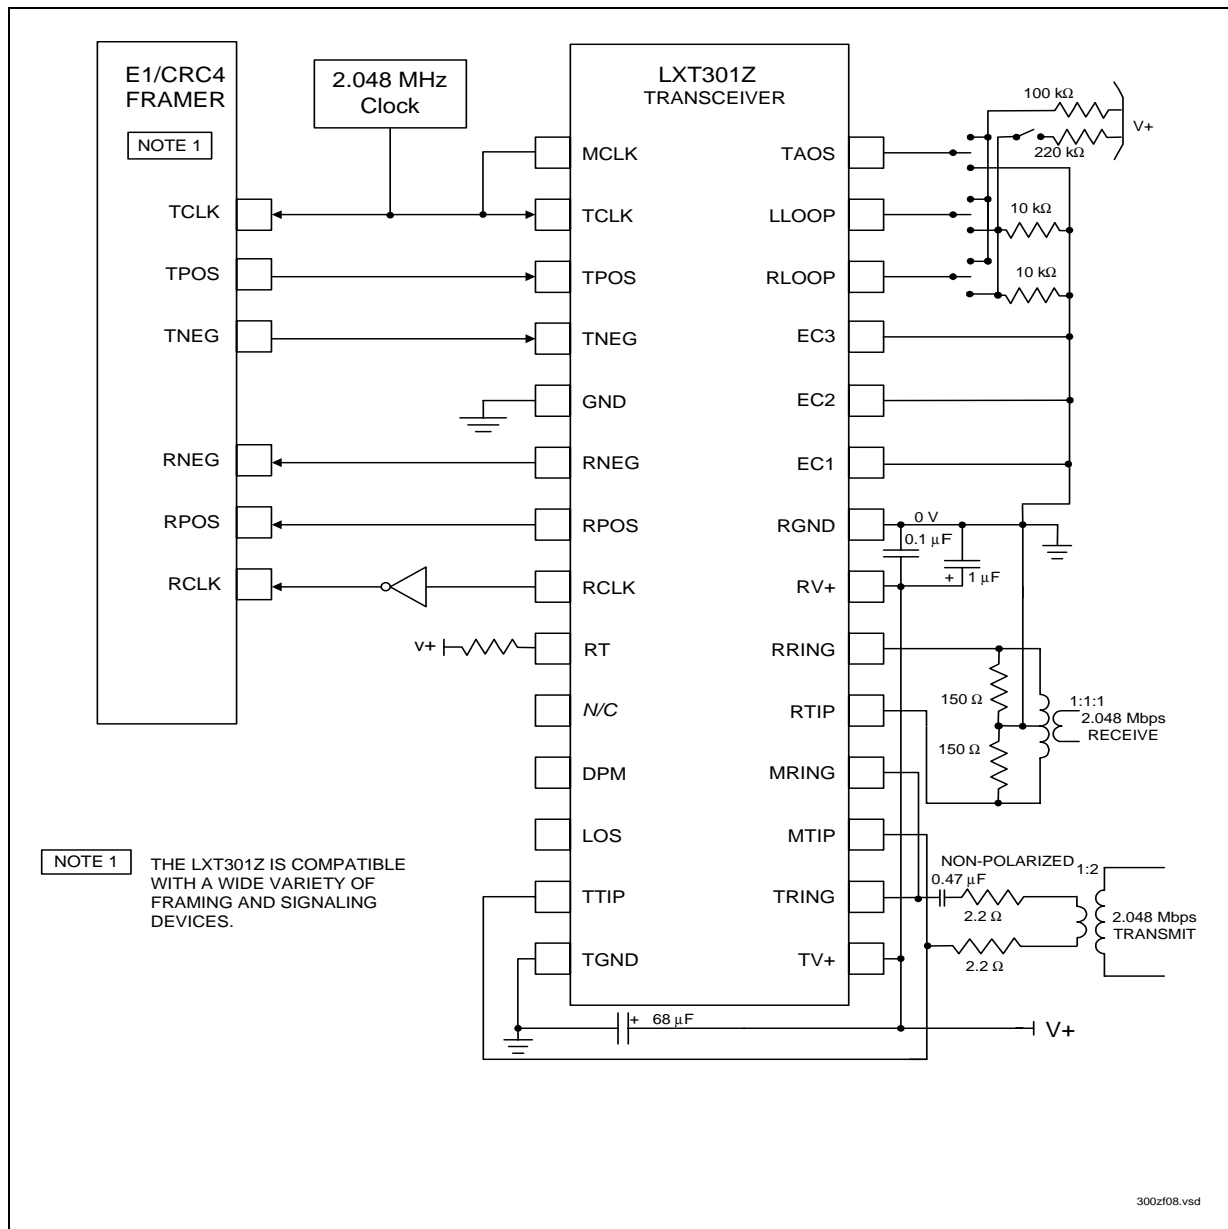 E1/CRC4
FRAMER
NOTE 1
TCLK
TPOS
TNEG
RNEG
RPOS
RCLK
2.048 MHz
Clock
LXT301Z
TRANSCEIVER
MCLK
TCLK
TPOS
TNEG
GND
RNEG
RPOS
RCLK
RT
N/C
DPM
LOS
TTIP
TGND
TAOS
LLOOP
RLOOP
EC3
EC2
EC1
RGND
RV+
RRING
RTIP
MRING
MTIP
TRING
TV+
v+
100 kΩ
V+
220 kΩ
10 kΩ
10 kΩ
0 V
0.1 µF
+ 1 µF
150 Ω
150 Ω
1:1:1
2.048 Mbps
RECEIVE
NON-POLARIZED
1:2
0.47 µF
2.2 Ω
2.2 Ω
2.048 Mbps
TRANSMIT
+ 68 µF
V+
NOTE 1
THE LXT301Z IS COMPATIBLE
WITH A WIDE VARIETY OF
FRAMING AND SIGNALING
DEVICES.
300zf08.vsd